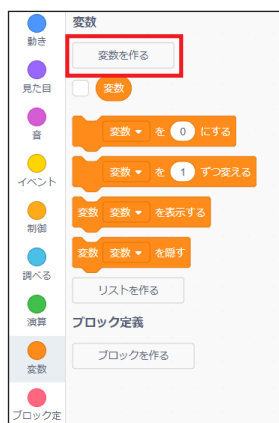 動き
見た目
音
イベント
制御
調べる
演算
変数
ブロック定
変数
変数を作る
変数
変数 を 0 にする
変数 を 1 ずつ変える
変数 変数 を表示する
変数 変数 を隠す
リストを作る
ブロック定義
ブロックを作る